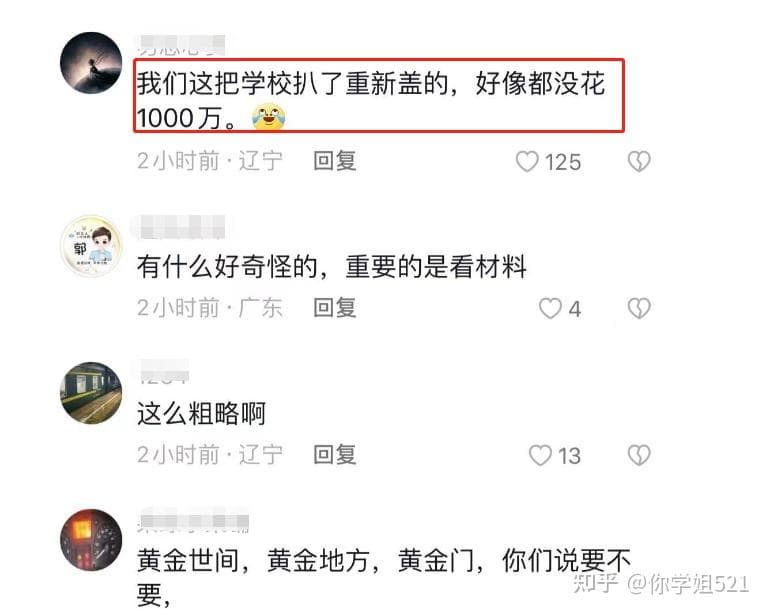 我们这把学校扒了重新盖的，好像都没花
1000万。
2小时前·辽宁 回复 125
郭
有什么好奇怪的，重要的是看材料
2小时前·广东 回复 4
这么粗略啊
2小时前·辽宁 回复 13
黄金世间，黄金地方，黄金门，你们说要不
要，
知乎 @你学姐521